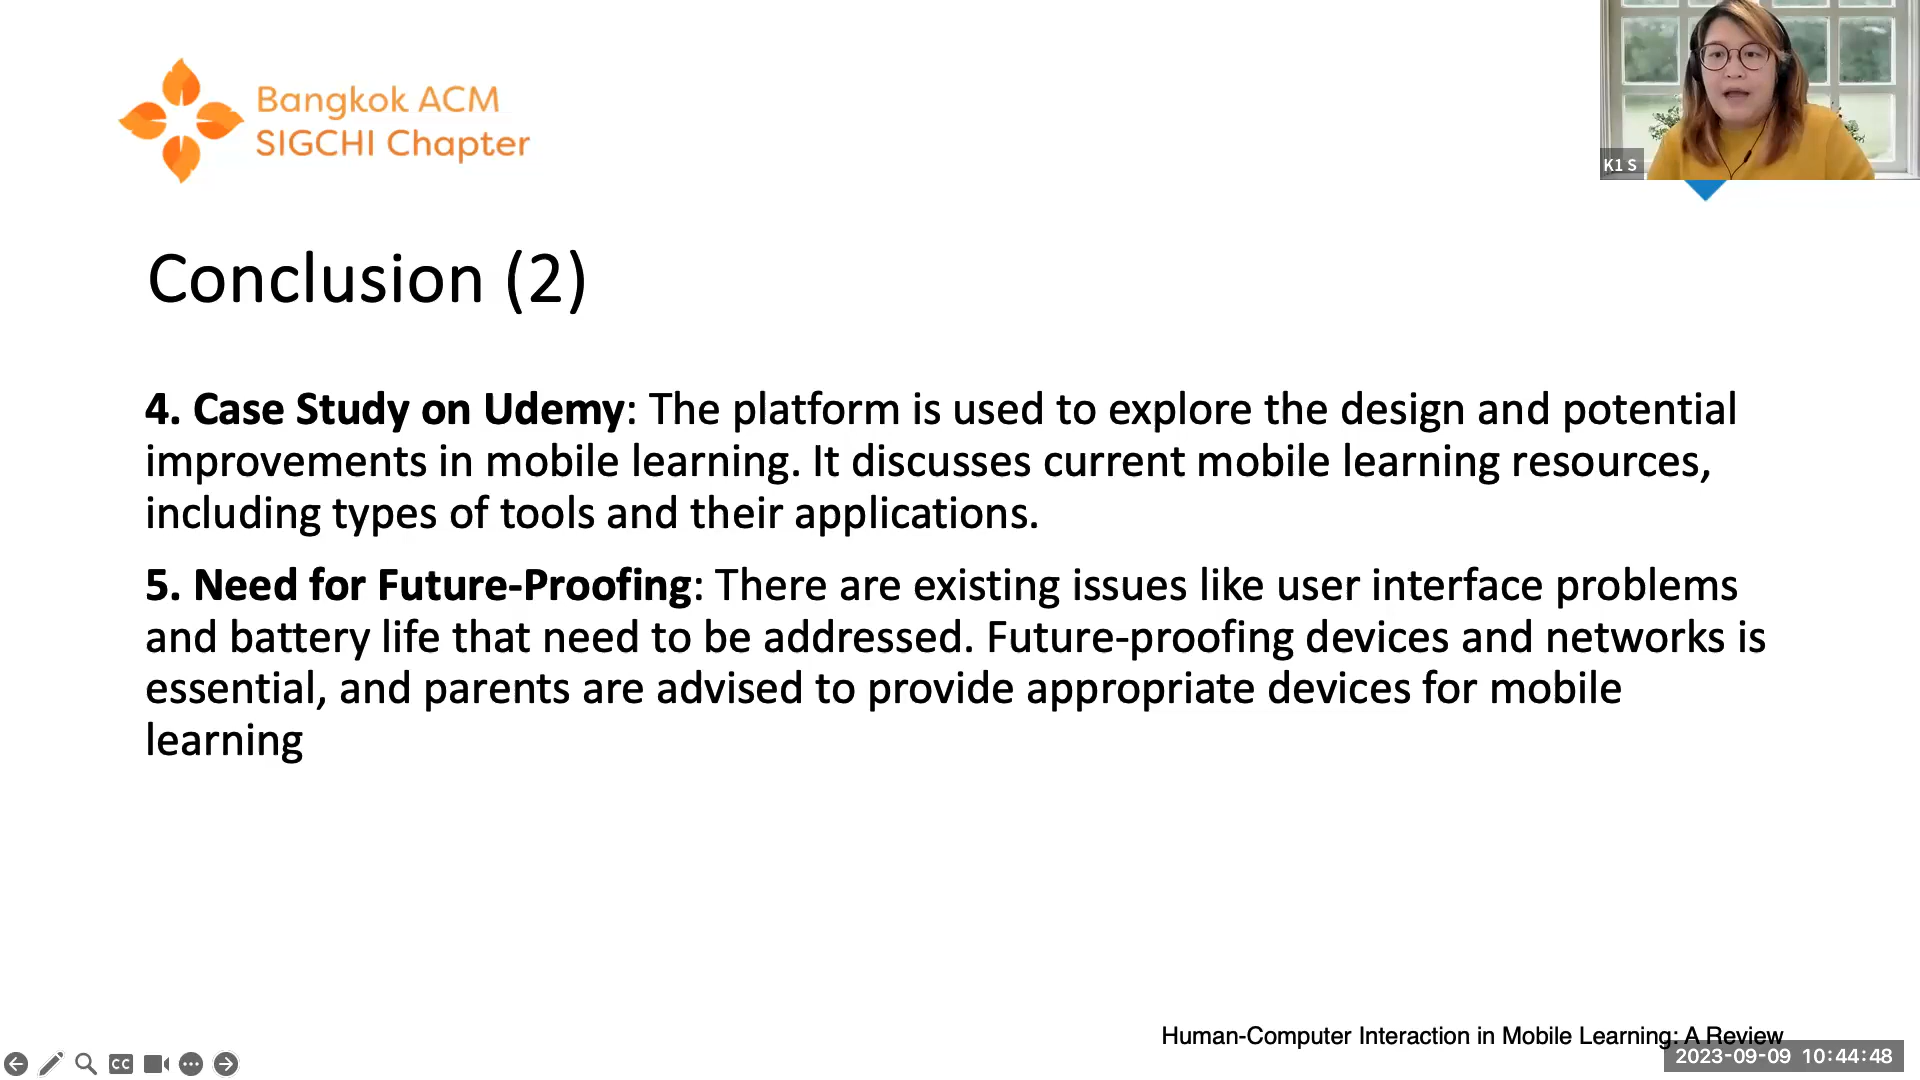 Bangkok ACM
SIGCHI Chapter
K1 S
Conclusion (2)
4. Case Study on Udemy: The platform is used to explore the design and potential
improvements in mobile learning. It discusses current mobile learning resources,
including types of tools and their applications.
5. Need for Future-Proofing: There are existing issues like user interface problems
and battery life that need to be addressed. Future-proofing devices and networks is
essential, and parents are advised to provide appropriate devices for mobile
learning
Human-Computer Interaction in Mobile Learning: A Review
CC
2023-09-09 10:44:48